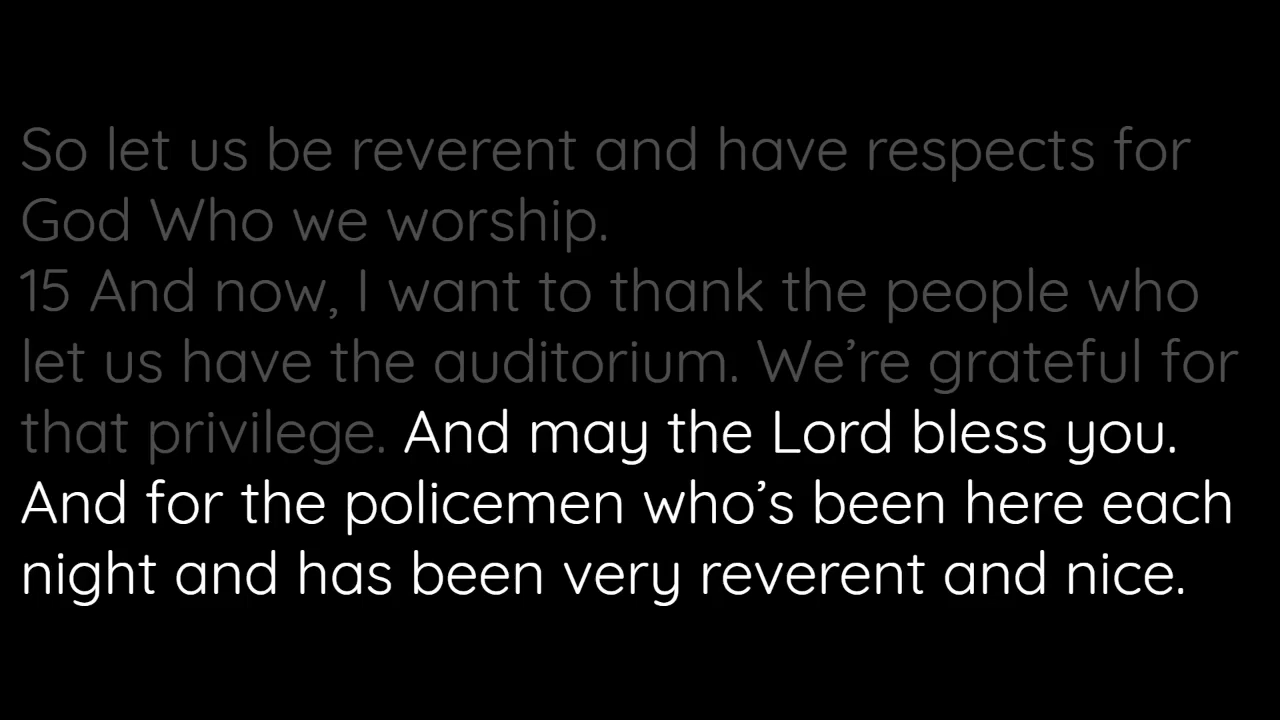 So let us be reverent and have respects for
God Who we worship.
15 And now, I want to thank the people who
let us have the auditorium. We’re grateful for
that privilege. And may the Lord bless you.
And for the policemen who’s been here each
night and has been very reverent and nice.